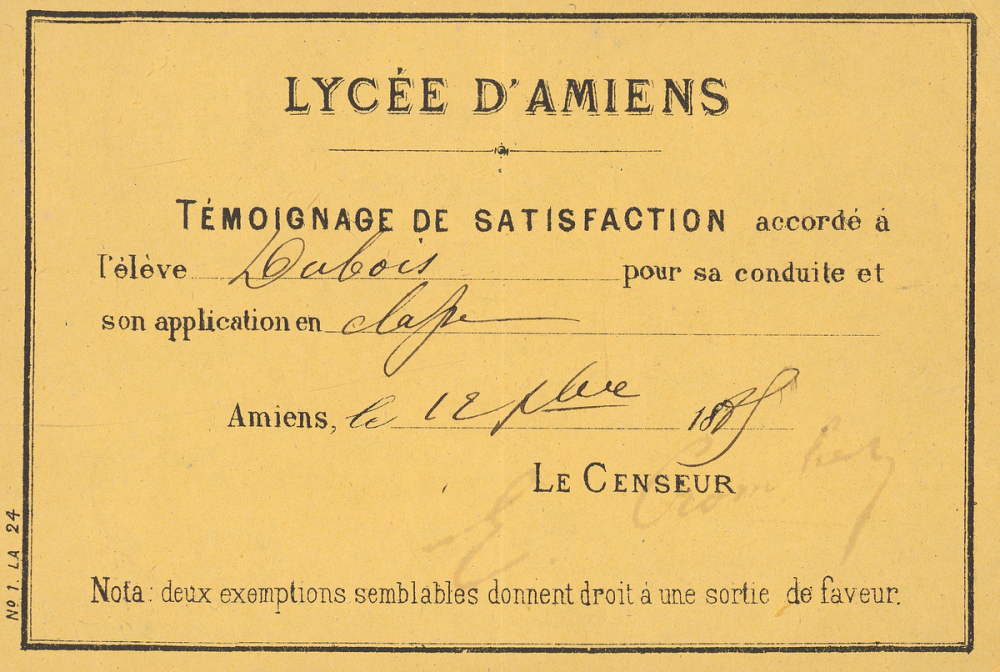 LYCÉE D'AMIENS
TÉMOIGNAGE DE SATISFACTION accordé à
l'élève Dubois pour sa conduite et
son application en classe
Amiens, le 12 18
LE CENSEUR
E.
Nota: deux exemptions semblables donnent droit à une sortie de faveur.
Nº 1. LA 24